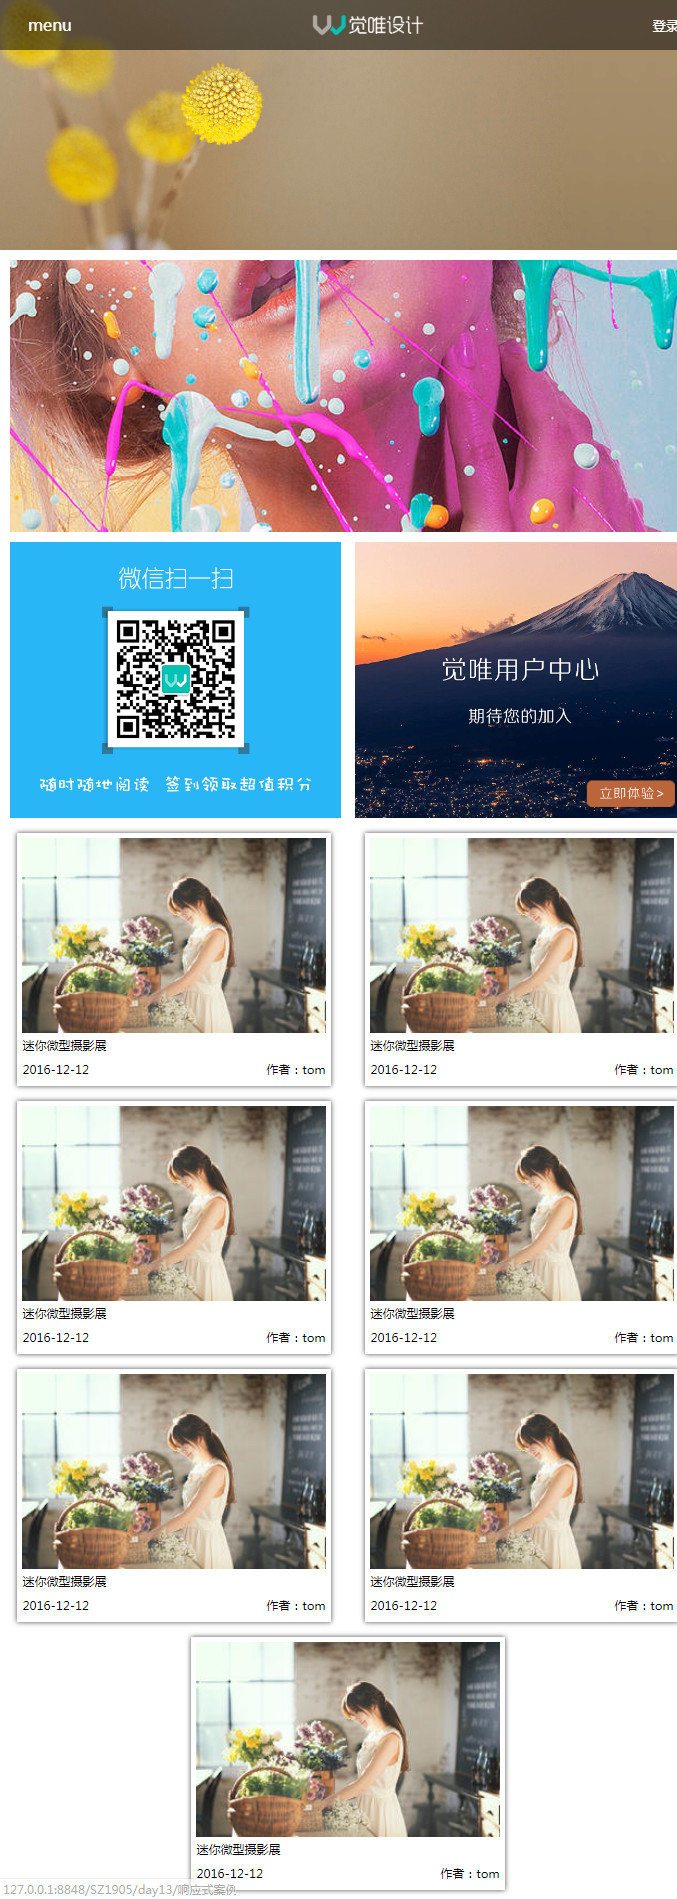 menu
觉唯设计
登录
微信扫一扫
随时随地阅读 签到领取超值积分
觉唯用户中心
期待您的加入
立即体验>
迷你微型摄影展
2016-12-12 作者：tom
迷你微型摄影展
2016-12-12 作者：tom
迷你微型摄影展
2016-12-12 作者：tom
迷你微型摄影展
2016-12-12 作者：tom
迷你微型摄影展
2016-12-12 作者：tom
迷你微型摄影展
2016-12-12 作者：tom
迷你微型摄影展
2016-12-12 作者：tom
127.0.0.1:8848/SZ1905/day13/响应式案例